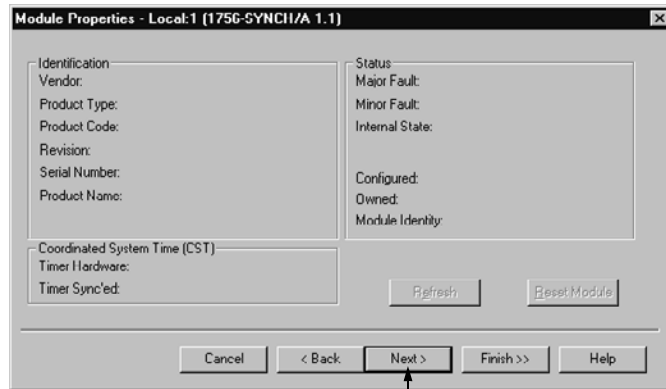 Module Properties - Local:1 (1756-SYNCH/A 1.1)
Identification
Vendor:
Product Type:
Product Code:
Revision:
Serial Number:
Product Name:
Status
Major Fault:
Minor Fault:
Internal State:
Configured:
Owned:
Module Identity:
Coordinated System Time (CST)
Timer Hardware:
Timer Sync'ed:
Refresh
Reset Module
Cancel
< Back
Next >
Finish >>
Help